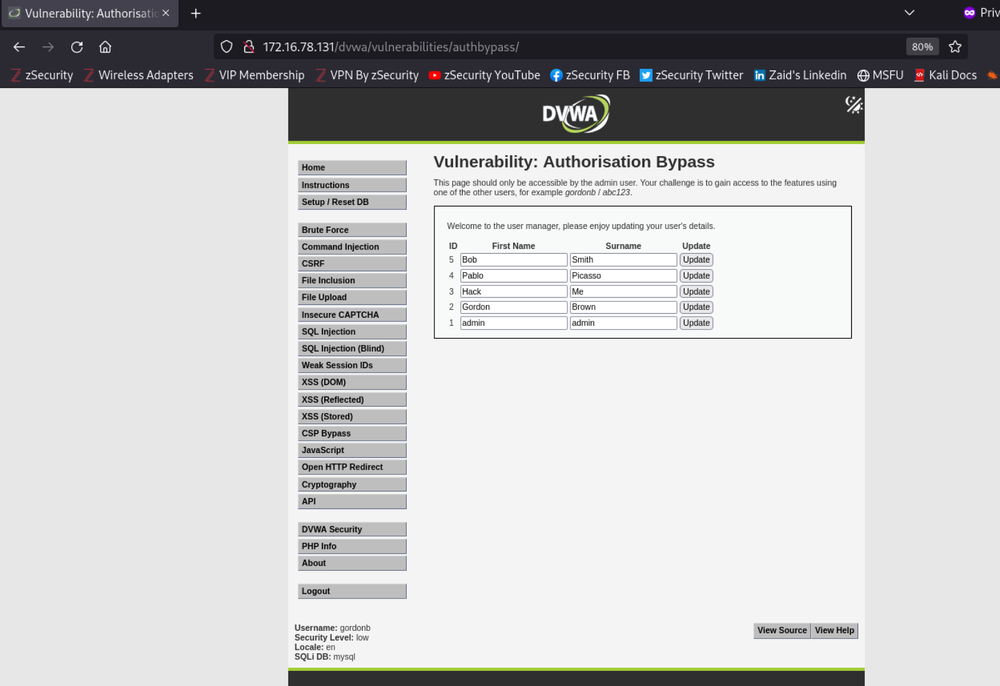 Vulnerability: Authorisatio
Priv
172.16.78.131/dvwa/vulnerabilities/authbypass/
80%
zSecurity Wireless Adapters VIP Membership VPN By zSecurity zSecurity YouTube zSecurity FB zSecurity Twitter Zaid's Linkedin MSFU Kali Docs
DVWA
Home
Instructions
Setup / Reset DB
Brute Force
Command Injection
CSRF
File Inclusion
File Upload
Insecure CAPTCHA
SQL Injection
SQL Injection (Blind)
Weak Session IDs
XSS (DOM)
XSS (Reflected)
XSS (Stored)
CSP Bypass
JavaScript
Open HTTP Redirect
Cryptography
API
DVWA Security
PHP Info
About
Logout
Vulnerability: Authorisation Bypass
This page should only be accessible by the admin user. Your challenge is to gain access to the features using
one of the other users, for example gordonb / abc123.
Welcome to the user manager, please enjoy updating your user's details.
ID First Name Surname Update
5 Bob Smith Update
4 Pablo Picasso Update
3 Hack Me Update
2 Gordon Brown Update
1 admin admin Update
Username: gordonb
Security Level: low
Locale: en
SQLi DB: mysql
View Source View Help